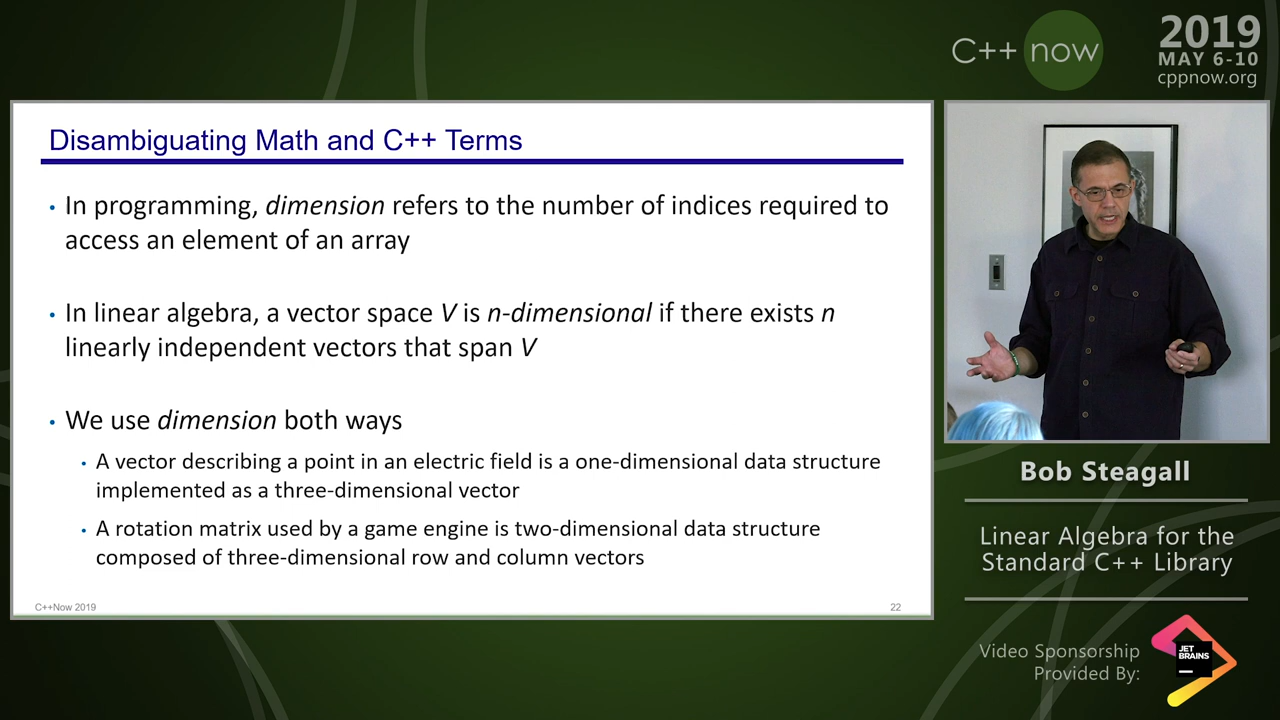 C++ now
2019
MAY 6-10
cppnow.org
Disambiguating Math and C++ Terms
• In programming, dimension refers to the number of indices required to
access an element of an array
• In linear algebra, a vector space V is n-dimensional if there exists n
linearly independent vectors that span V
• We use dimension both ways
• A vector describing a point in an electric field is a one-dimensional data structure
implemented as a three-dimensional vector
• A rotation matrix used by a game engine is two-dimensional data structure
composed of three-dimensional row and column vectors
C++Now 2019
22
Bob Steagall
Linear Algebra for the
Standard C++ Library
Video Sponsorship
Provided By:
JET
BRAINS